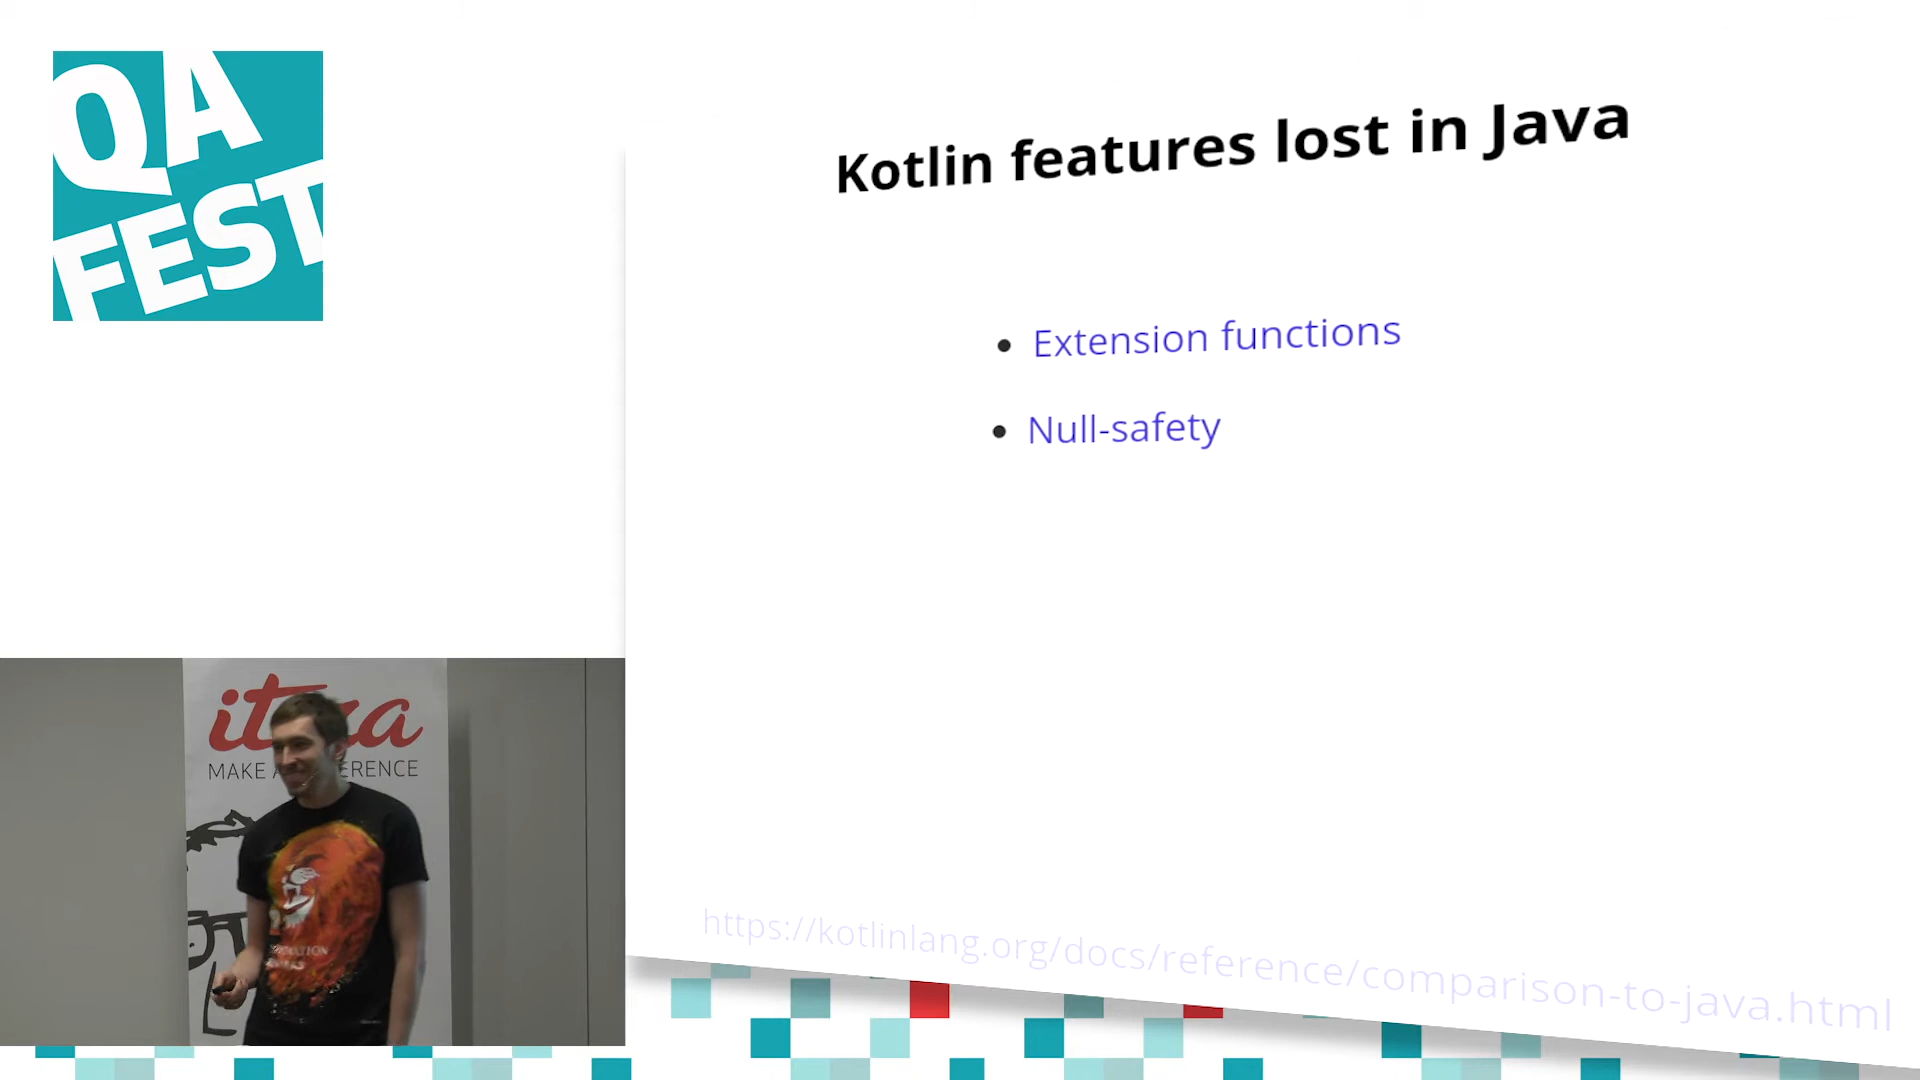 QA
FEST
Kotlin features lost in Java
Extension functions
Null-safety
https://kotlinlang.org/docs/reference/comparison-to-java.html
MAKE A
ERENCE